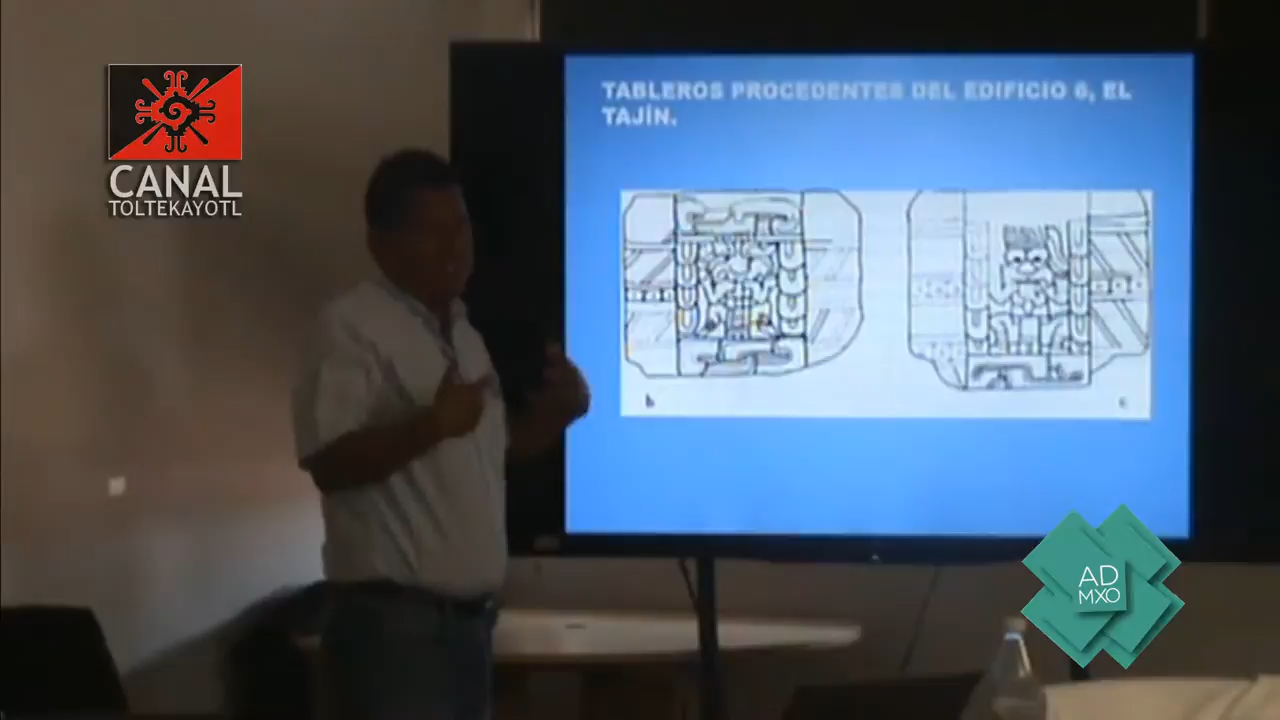 CANAL
TOLTEKAYOTL
TABLEROS PROCEDENTES DEL EDIFICIO 6, EL
TAJÍN.
b
c
AD
MXO